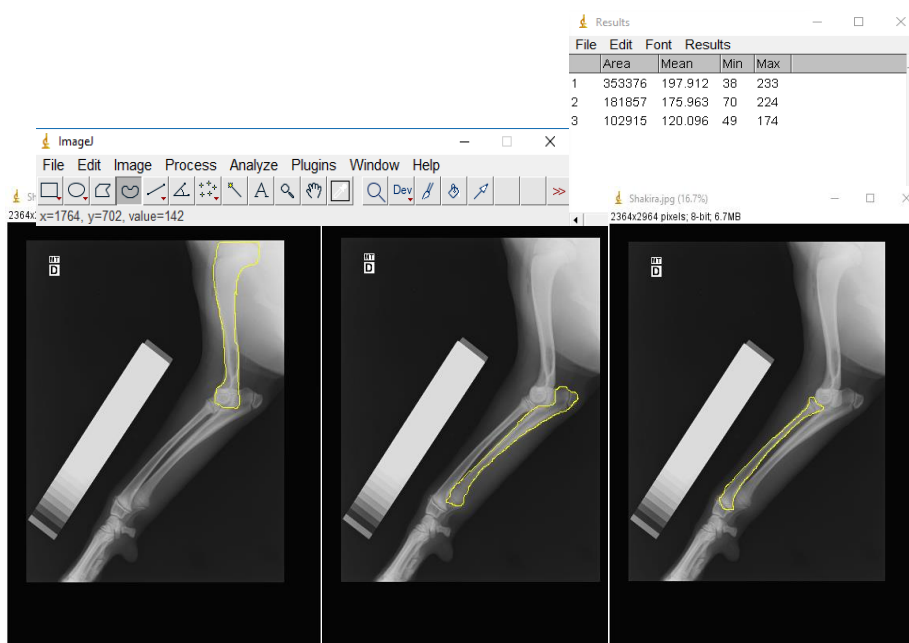 Results
File Edit Font Results
Area Mean Min Max
1 353376 197.912 38 233
2 181857 175.963 70 224
3 102915 120.096 49 174
ImageJ
File Edit Image Process Analyze Plugins Window Help
A Dev >>
x=1764, y=702, value=142
Sh
2364x
Shakira.jpg (16.7%)
2364x2964 pixels; 8-bit; 6.7MB
D
D
D